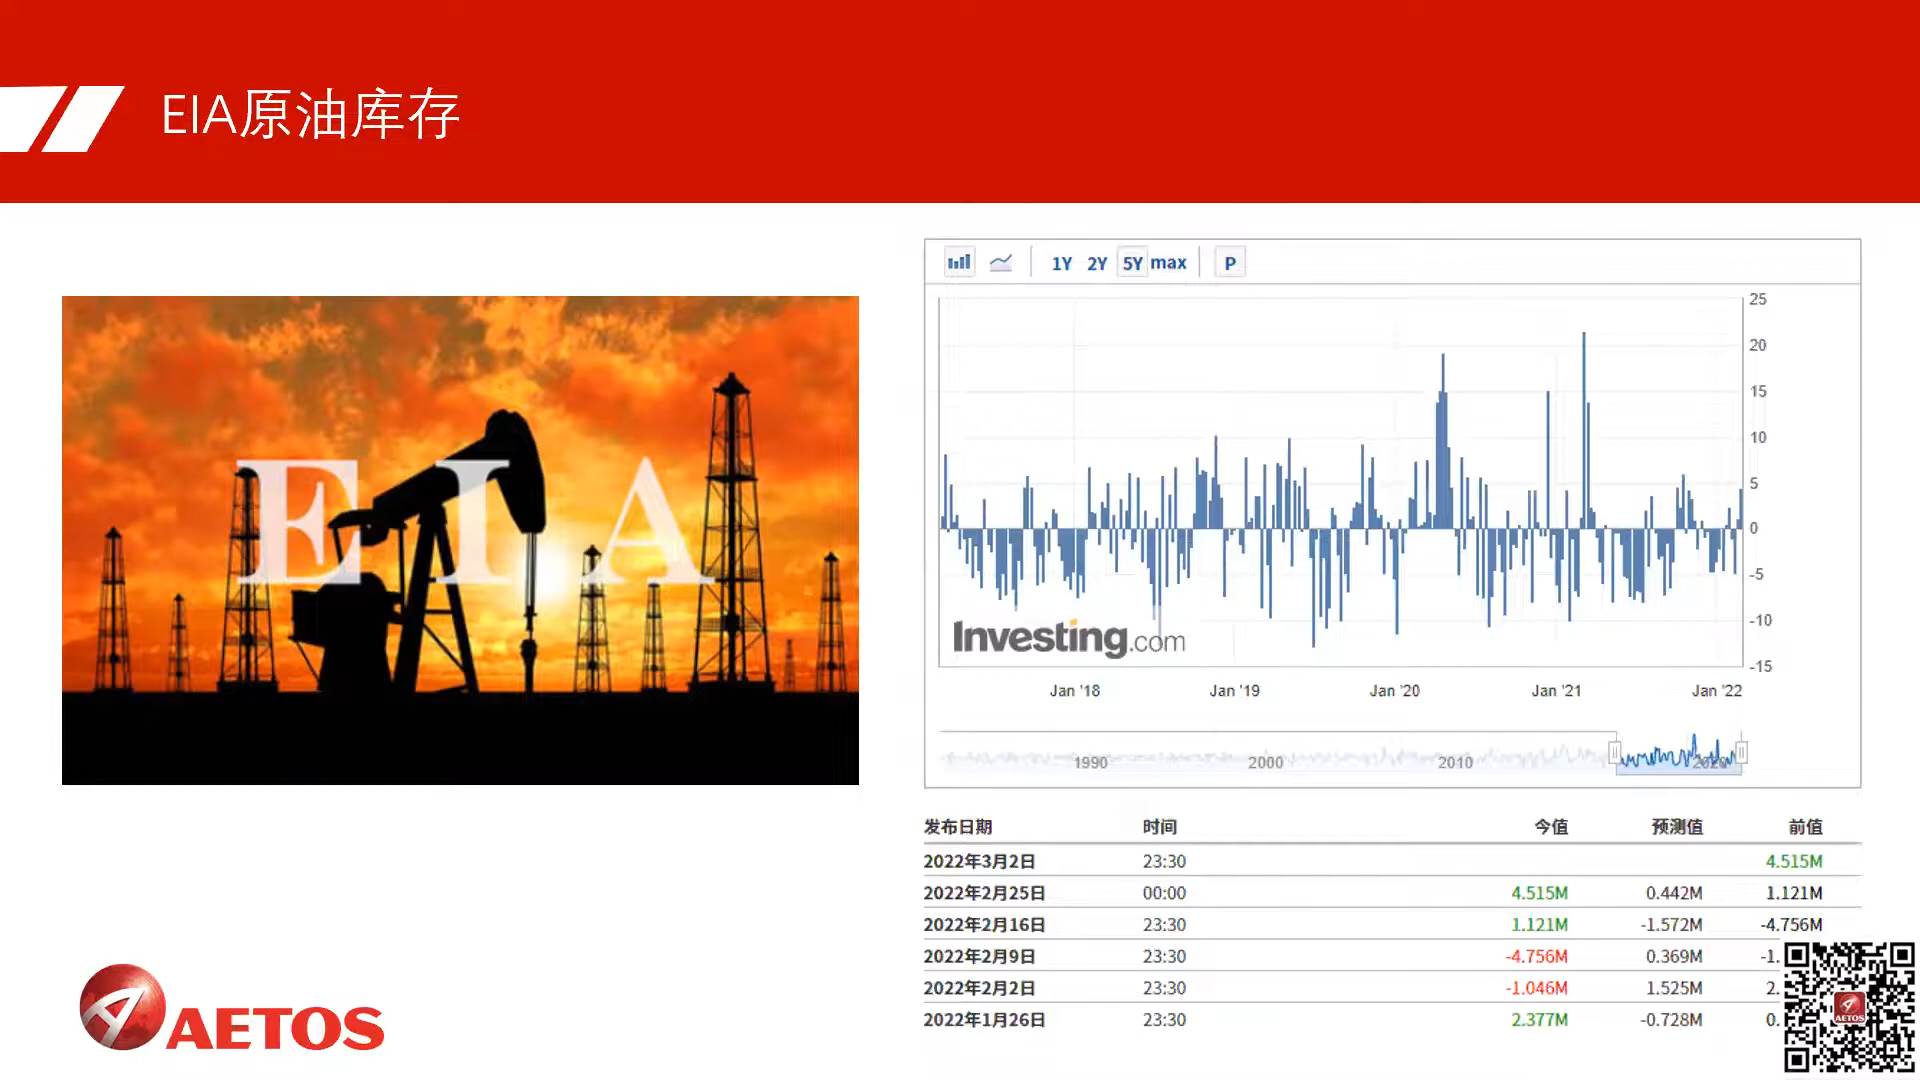 EIA原油库存
EIA
1Y 2Y 5Y max P
25
20
15
10
5
0
-5
-10
-15
Investing.com
Jan '18 Jan '19 Jan '20 Jan '21 Jan '22
1990 2000 2010 2020
发布日期 时间 今值 预测值 前值
2022年3月2日 23:30 4.515M
2022年2月25日 00:00 4.515M 0.442M 1.121M
2022年2月16日 23:30 1.121M -1.572M -4.756M
2022年2月9日 23:30 -4.756M 0.369M -1.
2022年2月2日 23:30 -1.046M 1.525M 2.
2022年1月26日 23:30 2.377M -0.728M 0.
AETOS
AETOS